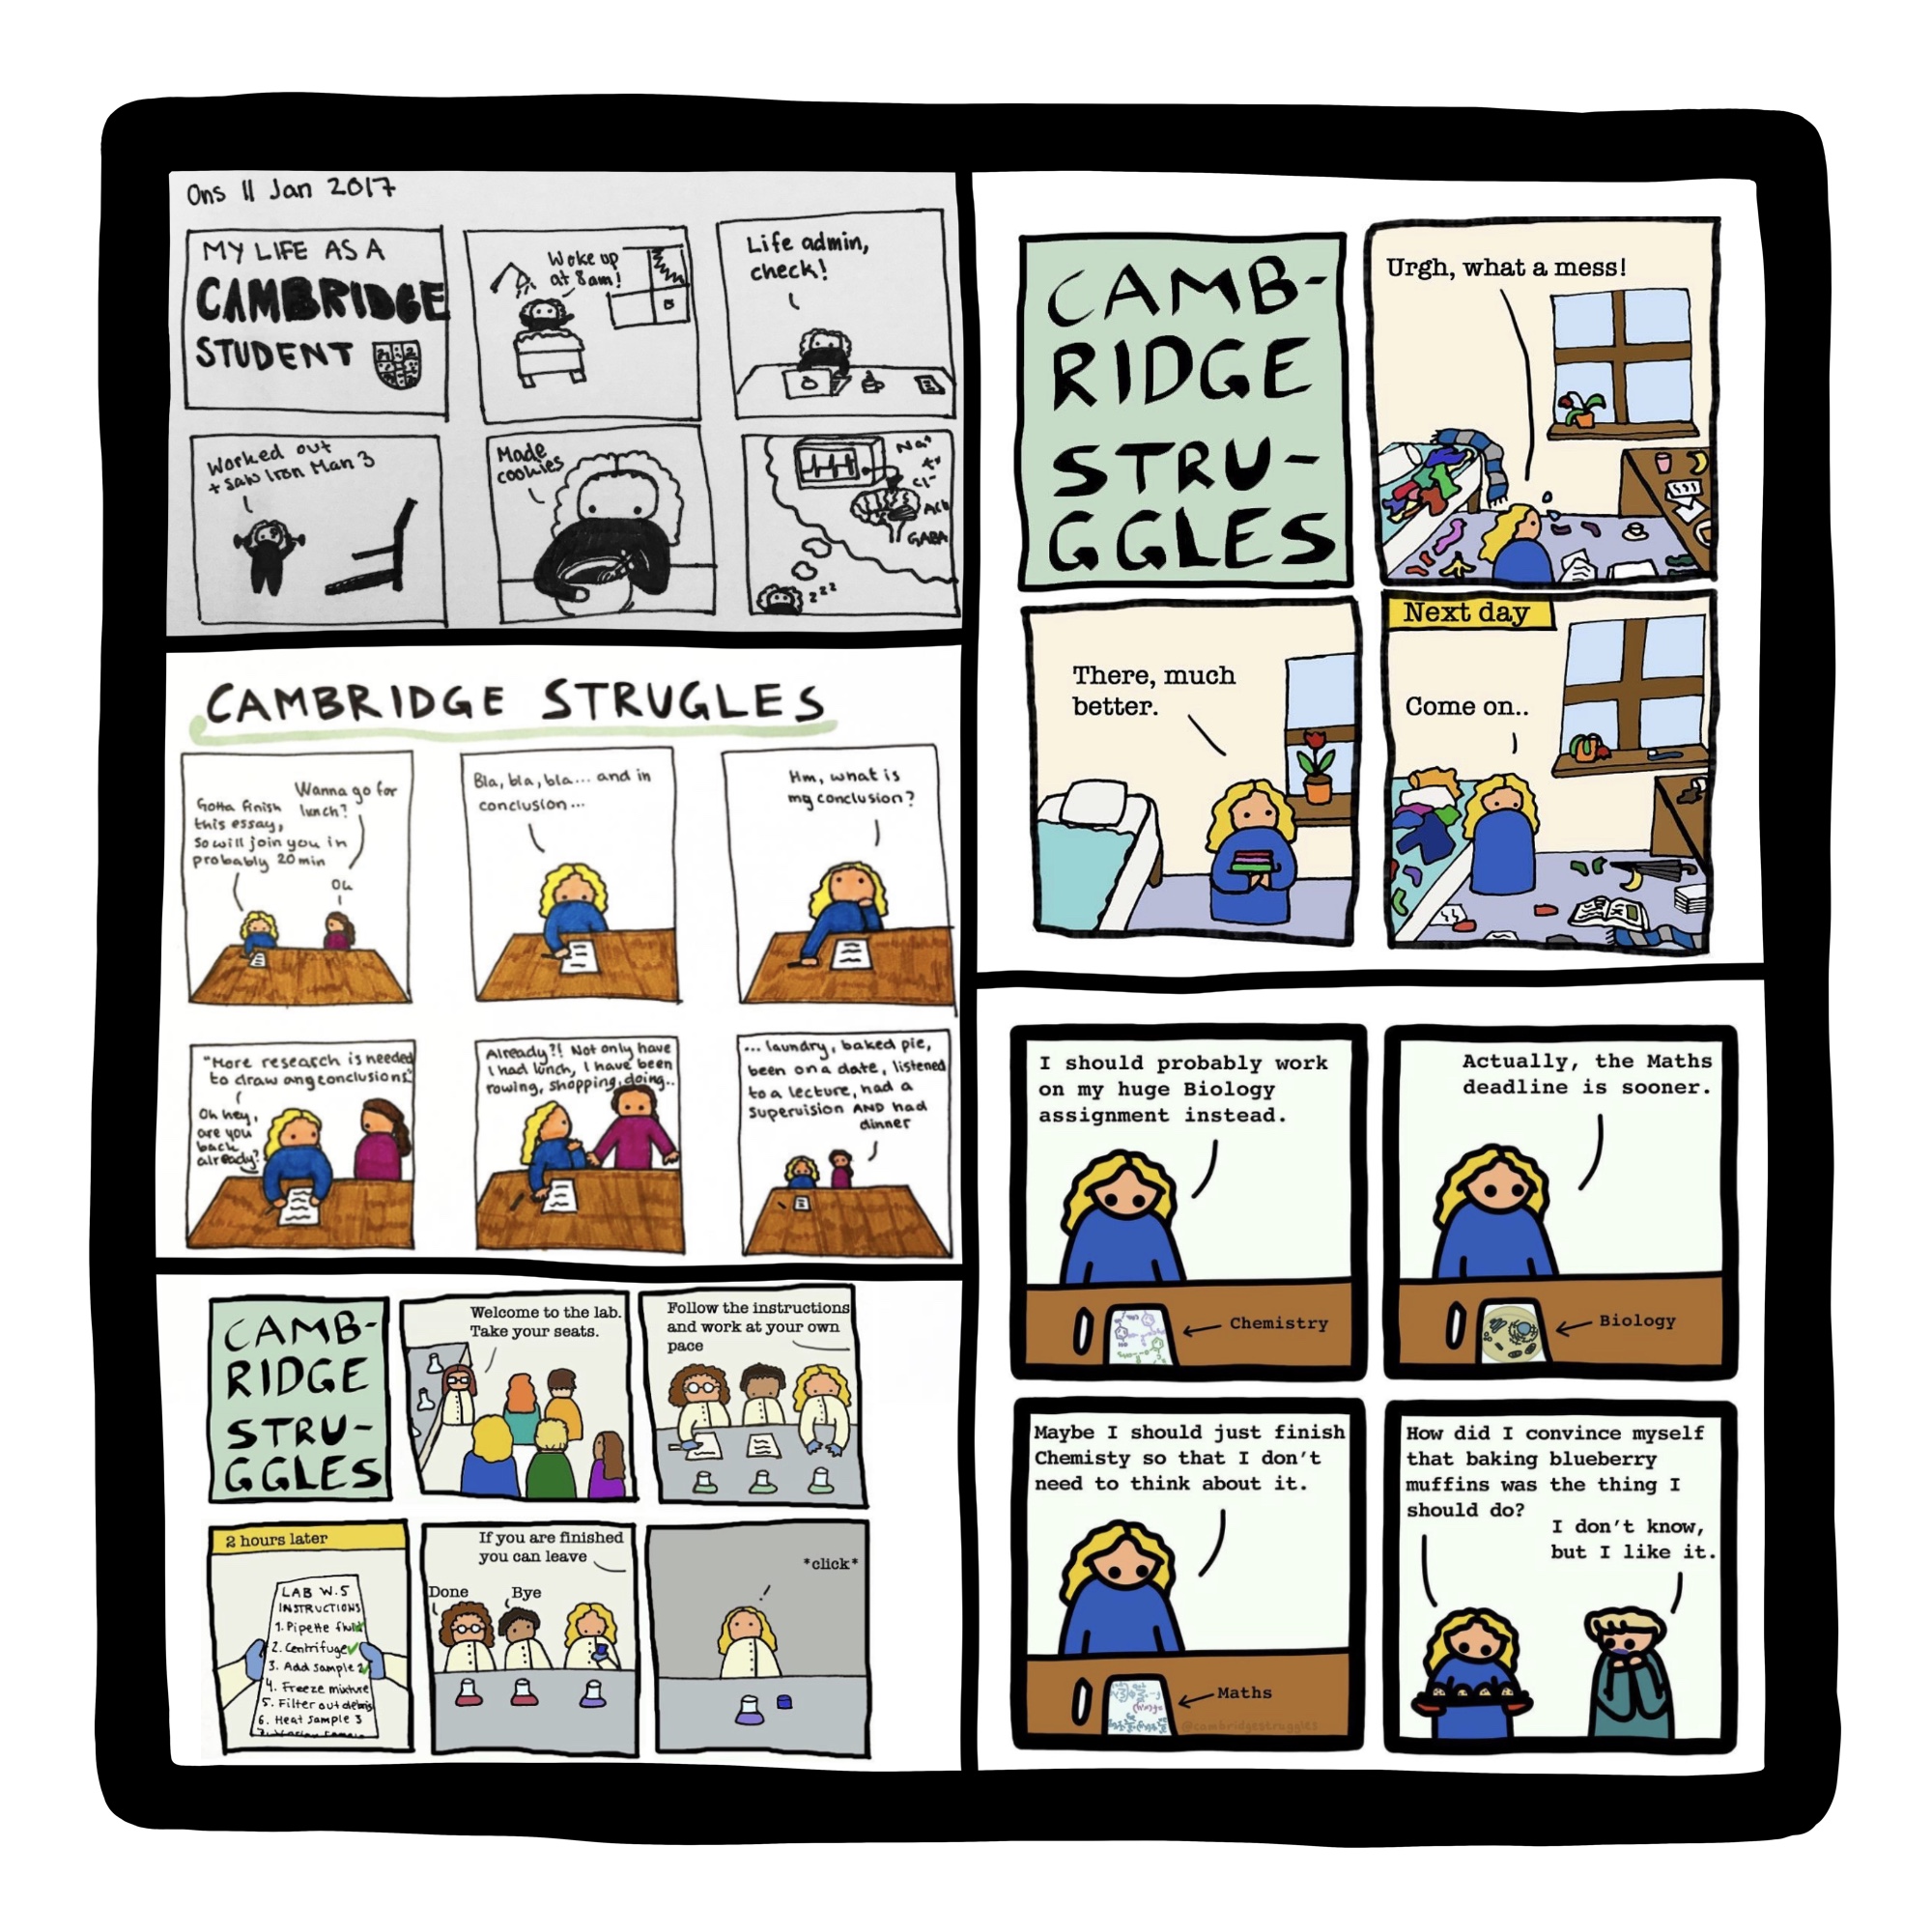 Ons 11 Jan 2017
MY LIFE AS A
CAMBRIDGE
STUDENT
Woke up
at 8am!
Life admin,
check!
Worked out
+ saw Iron Man 3
Made
cookies
Na+
K+
Cl-
ACh
GABA
zzz
CAMBRIDGE STRUGLES
Wanna go for
lunch?
Gotta finish
this essay,
so will join you in
probably 20 min
Ok
Bla, bla, bla... and in
conclusion...
Hm, what is
my conclusion?
"More research is needed
to draw any conclusions"
Oh hey,
are you
back
already?
Already?! Not only have
I had lunch, I have been
rowing, shopping, doing..
... laundry, baked pie,
been on a date, listened
to a lecture, had a
supervision AND had
dinner
CAMB-
RIDGE
STRU-
GGLES
Welcome to the lab.
Take your seats.
Follow the instructions
and work at your own
pace
2 hours later
LAB W.5
INSTRUCTIONS
1. Pipette fluid
2. Centrifuge
3. Add sample 2
4. Freeze mixture
5. Filter out debris
6. Heat sample 3
If you are finished
you can leave
Done
Bye
*click*
CAMB-
RIDGE
STRU-
GGLES
Urgh, what a mess!
There, much
better.
Next day
Come on..
I should probably work
on my huge Biology
assignment instead.
Chemistry
Actually, the Maths
deadline is sooner.
Biology
Maybe I should just finish
Chemisty so that I don't
need to think about it.
Maths
@cambridgestruggles
How did I convince myself
that baking blueberry
muffins was the thing I
should do?
I don't know,
but I like it.